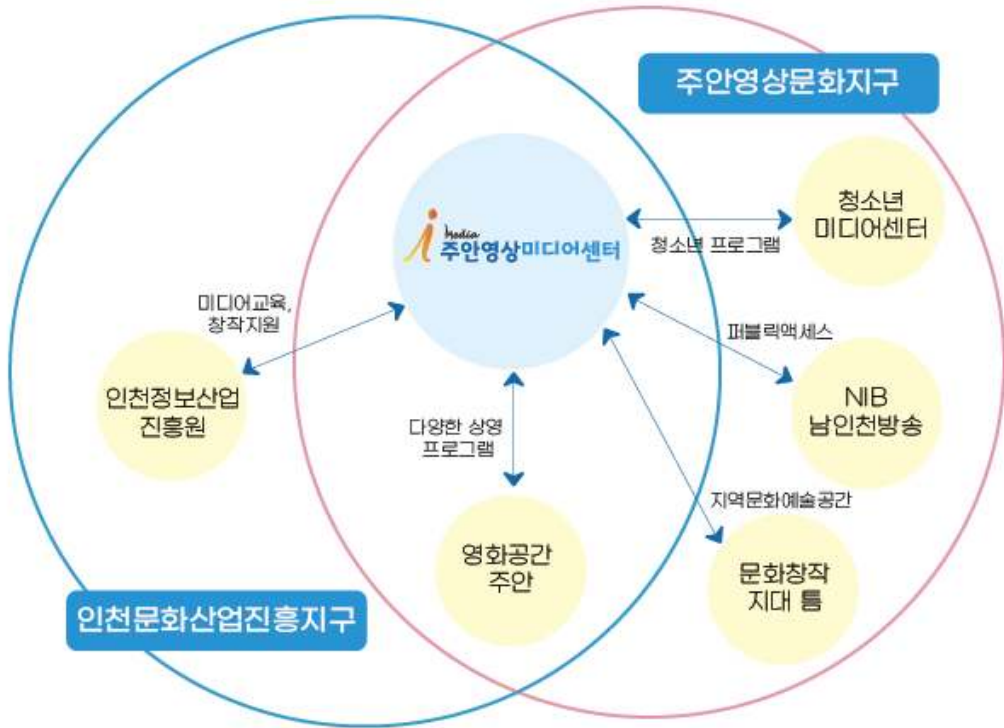 주안영상문화지구
청소년
미디어센터
media
주안영상미디어센터
청소년 프로그램
미디어교육,
창작지원
퍼블릭액세스
인천정보산업
진흥원
NIB
남인천방송
다양한 상영
프로그램
지역문화예술공간
영화공간
주안
문화창작
지대 틈
인천문화산업진흥지구